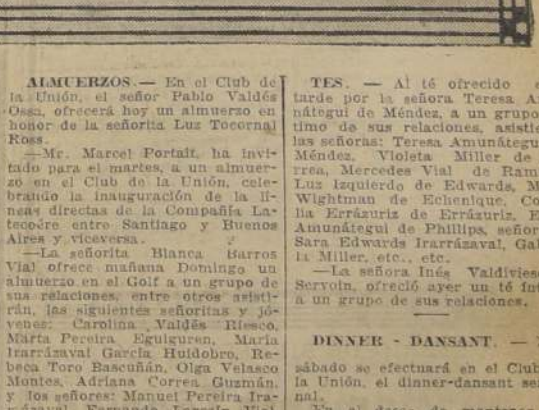 ALMUERZOS. — En el Club de
la Unión, el señor Pablo Valdés
Ossa, ofrecerá hoy un almuerzo en
honor de la señorita Luz Tocornal
Ross.
—Mr. Marcel Portait, ha invi-
tado para el martes, a un almuer-
zo en el Club de la Unión, cele-
brando la inauguración de la lí-
neas directas de la Compañía La-
tecoère entre Santiago y Buenos
Aires y viceversa.
—La señorita Blanca Barros
Vial ofrece mañana Domingo un
almuerzo en el Golf a un grupo de
sus relaciones, entre otros asisti-
rán, las siguientes señoritas y jó-
venes: Carolina Valdés Riesco,
Marta Pereira Eguiguren, María
Irarrázaval García Huidobro, Re-
beca Toro Bascuñán, Olga Velasco
Montes, Adriana Correa Guzmán,
y los señores: Manuel Pereira Ira-
TES. — Al té ofrecido
tarde por la señora Teresa A
nátegui de Méndez, a un grupo
timo de sus relaciones, asistie
las señoras: Teresa Amunátegu
Méndez, Violeta Miller de
rrea, Mercedes Vial de Ram
Luz Izquierdo de Edwards, M
Wightman de Echenique, Co
lia Errázuriz de Errázuriz, E
Amunátegui de Phillips, señor
Sara Edwards Irarrázaval, Gal
la Miller, etc., etc.
—La señora Inés Valdivies
Servoin, ofreció ayer un té ínt
a un grupo de sus relaciones.
DINNER - DANSANT. —
sábado se efectuará en el Club
la Unión, el dinner-dansant se
nal.